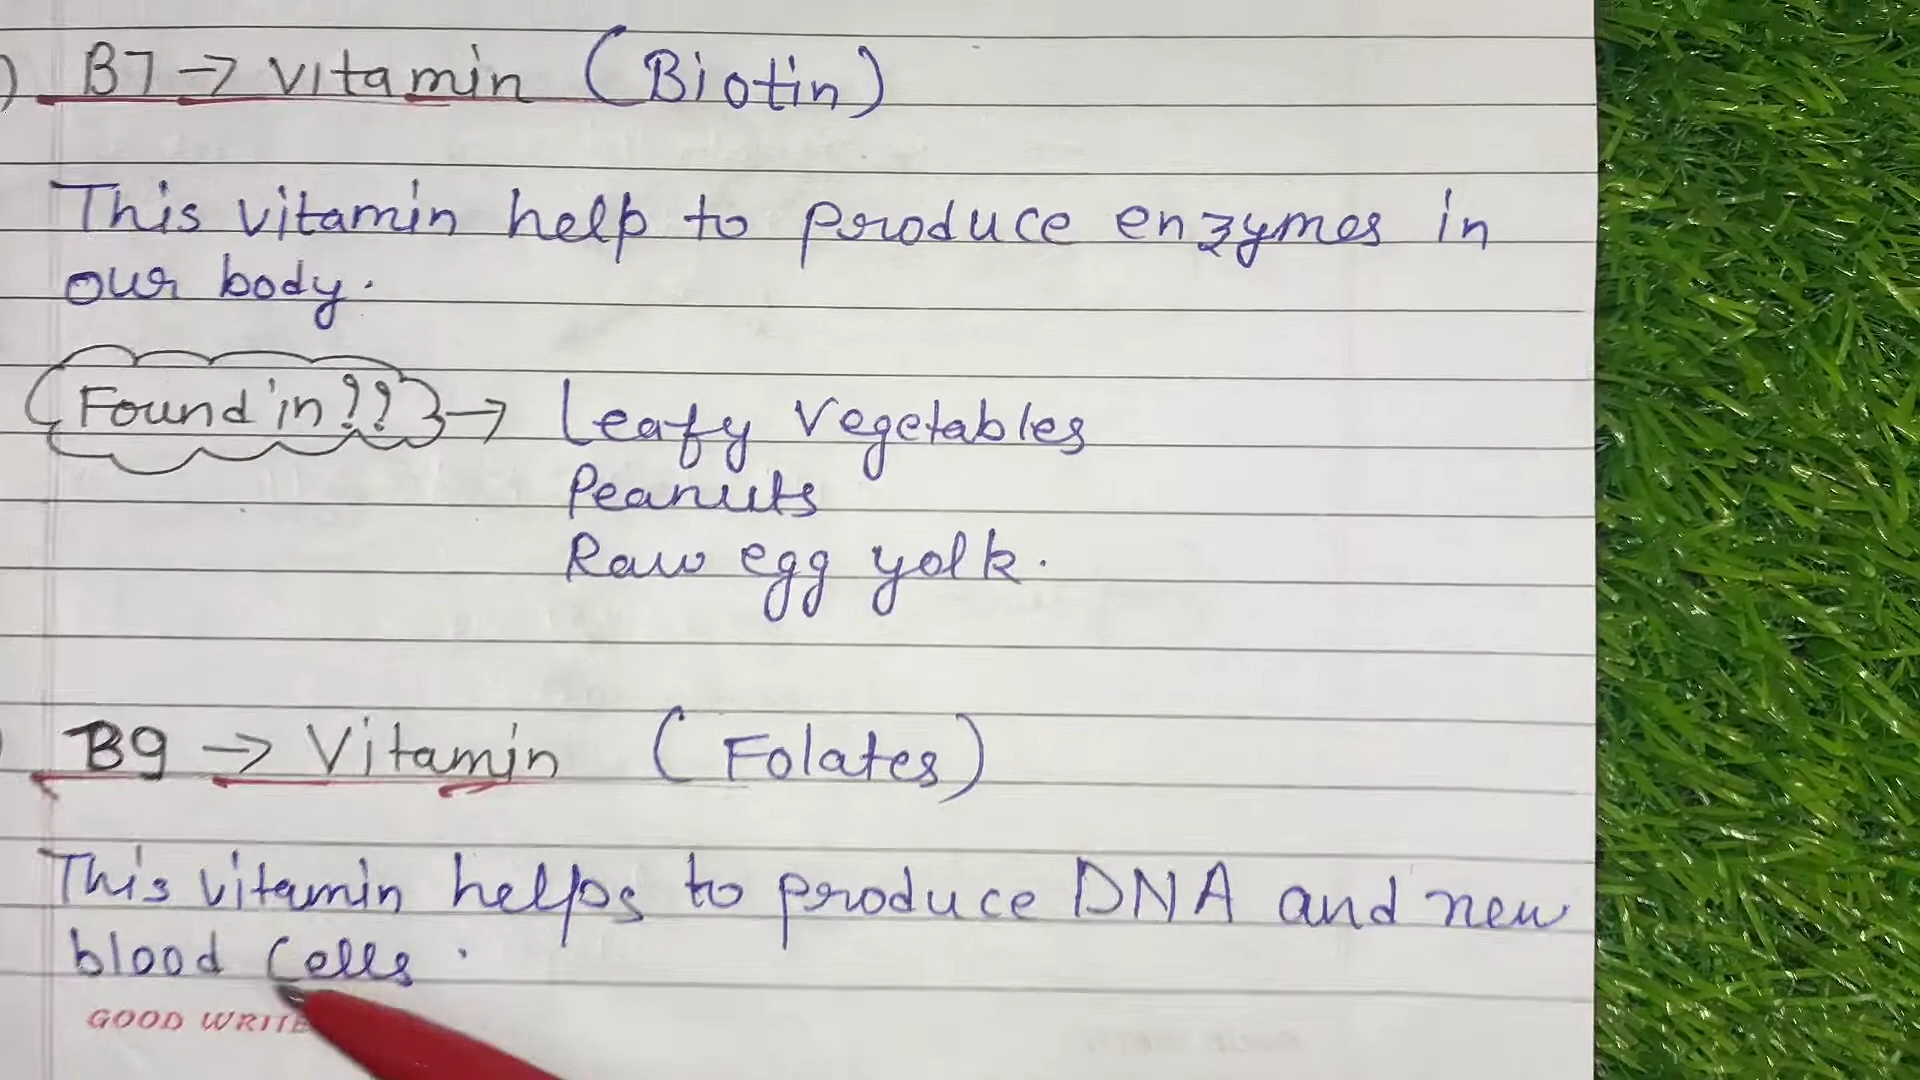 ) B7 → Vitamin (Biotin)
This vitamin help to produce enzymes in
our body.
Found in?? → Leafy Vegetables
Peanuts
Raw egg yolk.
B9 → Vitamin (Folates)
This vitamin helps to produce DNA and new
blood Cells.
GOOD WRITE